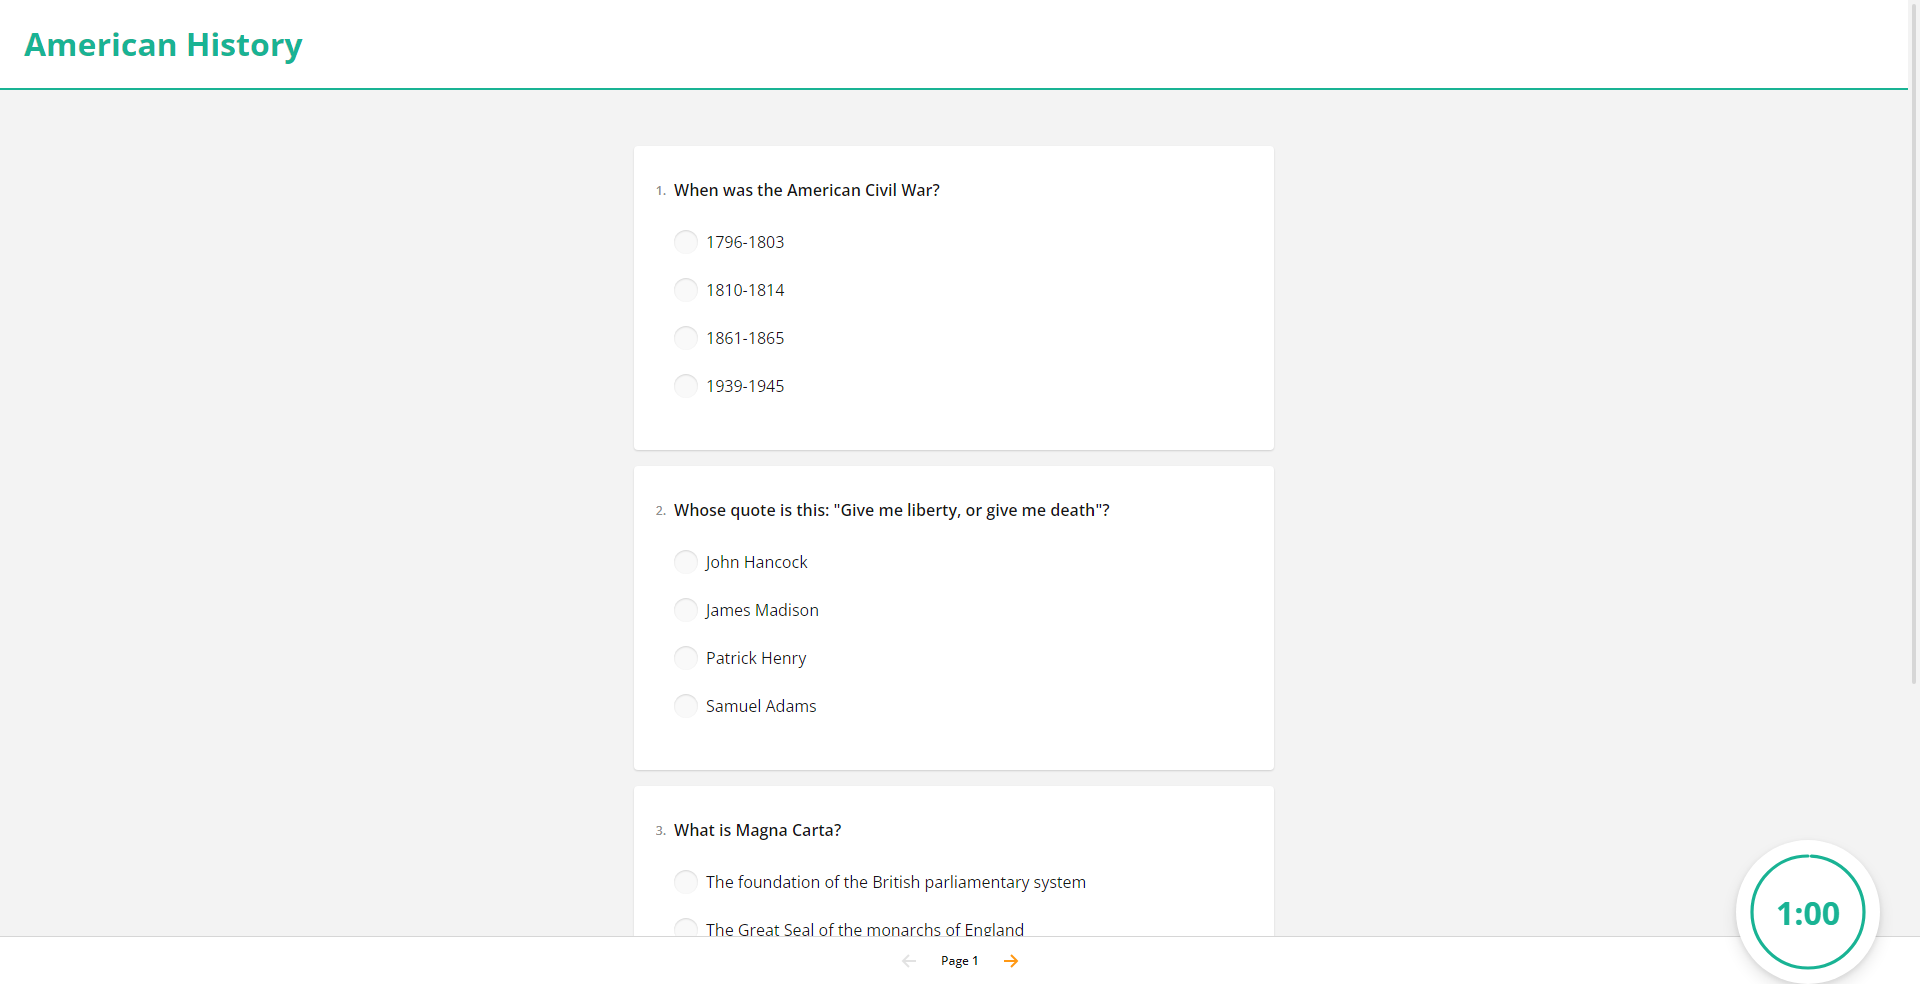 American History
1. When was the American Civil War?
1796-1803
1810-1814
1861-1865
1939-1945
2. Whose quote is this: "Give me liberty, or give me death"?
John Hancock
James Madison
Patrick Henry
Samuel Adams
3. What is Magna Carta?
The foundation of the British parliamentary system
The Great Seal of the monarchs of England
1:00
Page 1